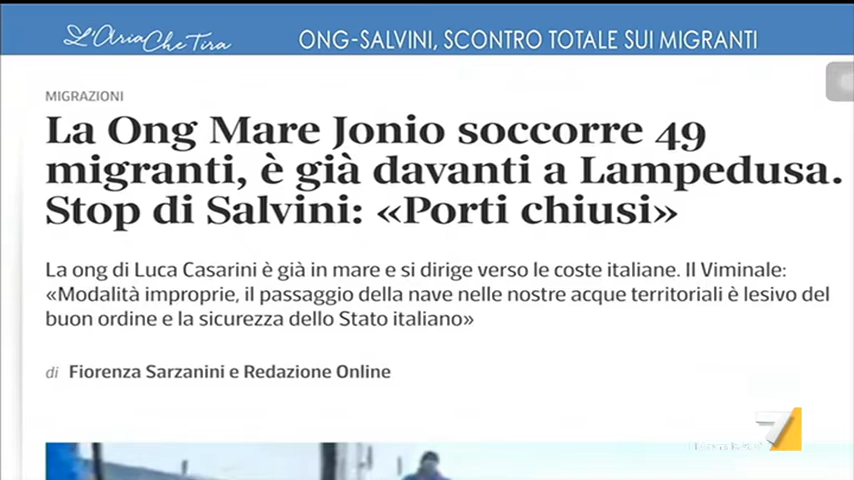 L'Aria Che Tira
ONG-SALVINI, SCONTRO TOTALE SUI MIGRANTI
MIGRAZIONI
La Ong Mare Jonio soccorre 49
migranti, è già davanti a Lampedusa.
Stop di Salvini: «Porti chiusi»
La ong di Luca Casarini è già in mare e si dirige verso le coste italiane. Il Viminale:
«Modalità improprie, il passaggio della nave nelle nostre acque territoriali è lesivo del
buon ordine e la sicurezza dello Stato italiano»
di Fiorenza Sarzanini e Redazione Online
7